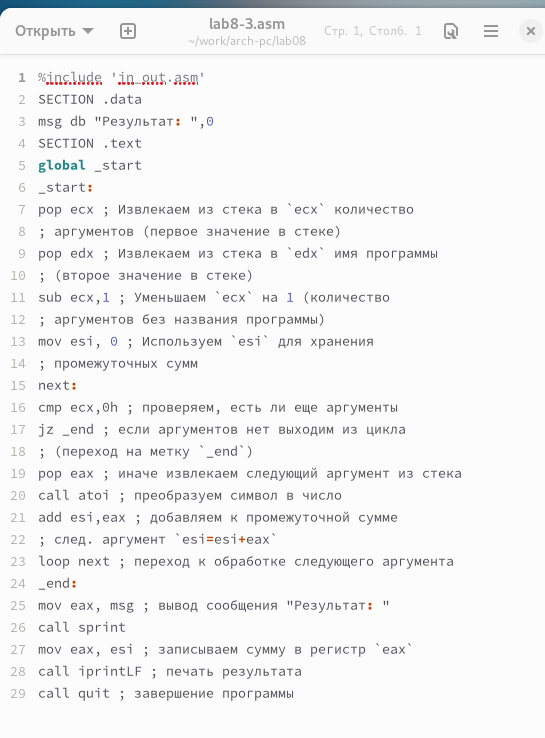 Открыть
lab8-3.asm
~/work/arch-pc/lab08
Стр. 1, Столб. 1
1 %include 'in_out.asm'
2 SECTION .data
3 msg db "Результат: ",0
4 SECTION .text
5 global _start
6 _start:
7 pop ecx ; Извлекаем из стека в `ecx` количество
8 ; аргументов (первое значение в стеке)
9 pop edx ; Извлекаем из стека в `edx` имя программы
10 ; (второе значение в стеке)
11 sub ecx,1 ; Уменьшаем `ecx` на 1 (количество
12 ; аргументов без названия программы)
13 mov esi, 0 ; Используем `esi` для хранения
14 ; промежуточных сумм
15 next:
16 cmp ecx,0h ; проверяем, есть ли еще аргументы
17 jz _end ; если аргументов нет выходим из цикла
18 ; (переход на метку `_end`)
19 pop eax ; иначе извлекаем следующий аргумент из стека
20 call atoi ; преобразуем символ в число
21 add esi,eax ; добавляем к промежуточной сумме
22 ; след. аргумент `esi=esi+eax`
23 loop next ; переход к обработке следующего аргумента
24 _end:
25 mov eax, msg ; вывод сообщения "Результат: "
26 call sprint
27 mov eax, esi ; записываем сумму в регистр `eax`
28 call iprintLF ; печать результата
29 call quit ; завершение программы